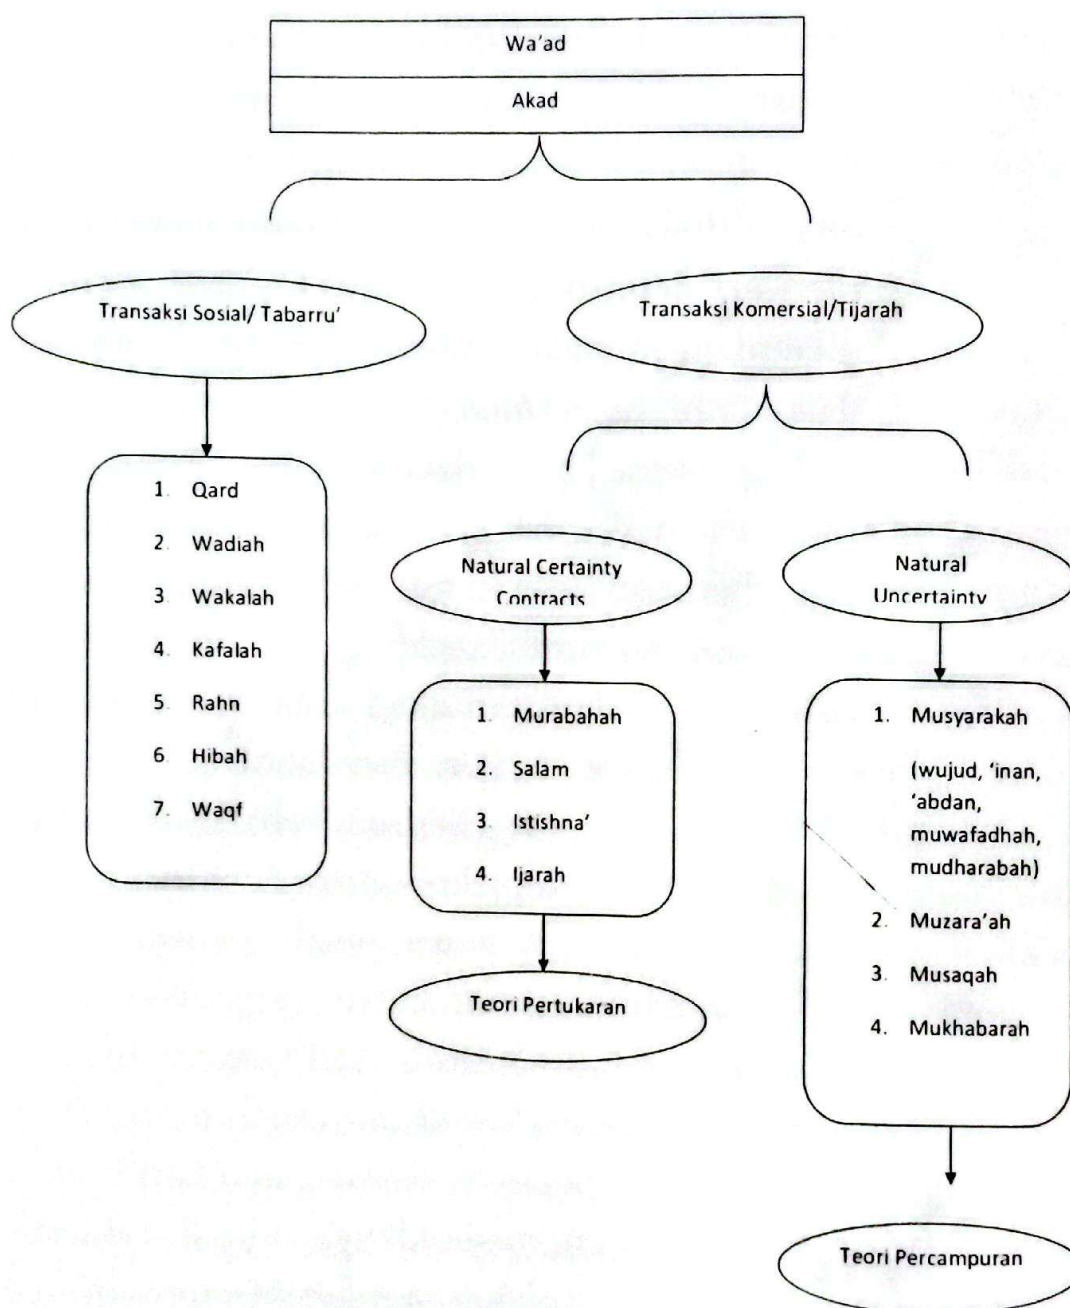 Wa'ad
Akad
Transaksi Sosial/ Tabarru'
Transaksi Komersial/Tijarah
1. Qard
2. Wadiah
3. Wakalah
4. Kafalah
5. Rahn
6. Hibah
7. Waqf
Natural Certainty
Contracts
1. Murabahah
2. Salam
3. Istishna'
4. Ijarah
Teori Pertukaran
Natural
Uncertainty
1. Musyarakah
(wujud, 'inan,
'abdan,
muwafadhah,
mudharabah)
2. Muzara'ah
3. Musaqah
4. Mukhabarah
Teori Percampuran